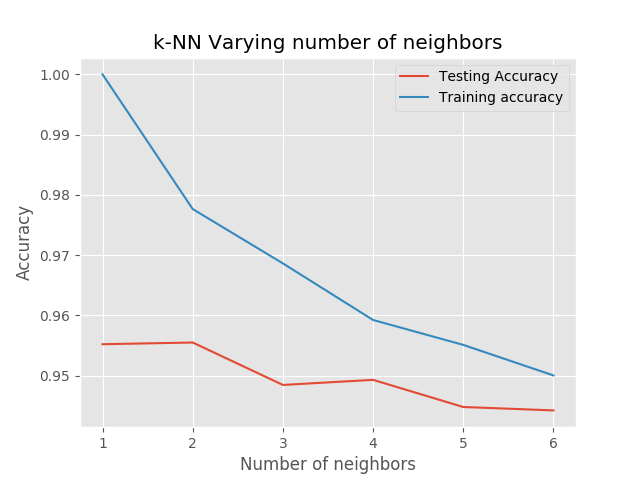 k-NN Varying number of neighbors
Testing Accuracy
Training accuracy
Accuracy
1.00
0.99
0.98
0.97
0.96
0.95
1 2 3 4 5 6
Number of neighbors